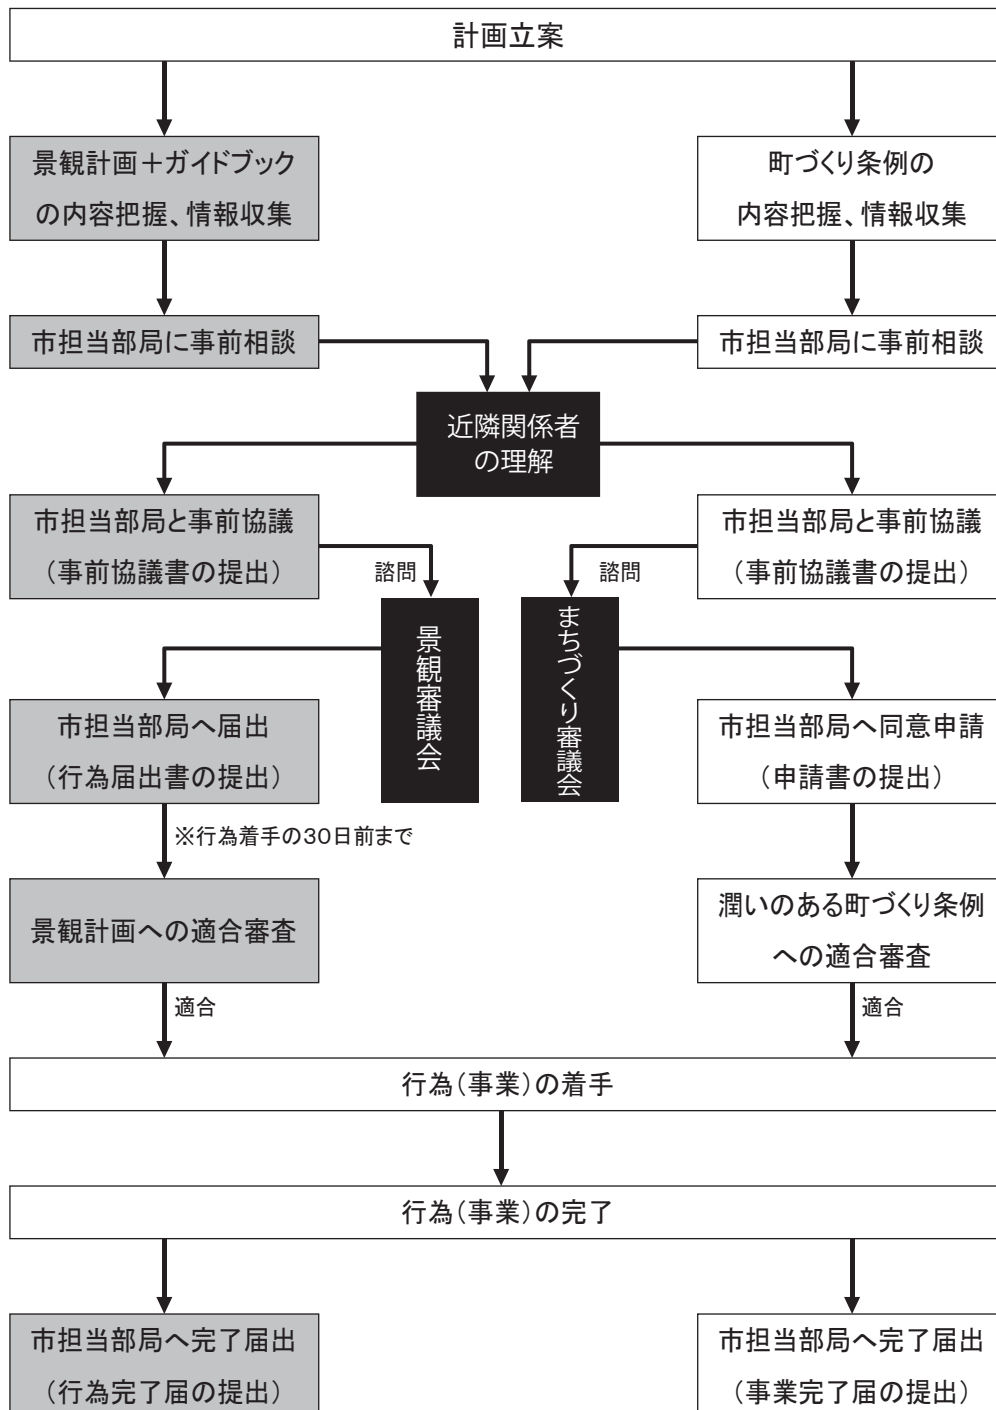 計画立案
景観計画＋ガイドブック
の内容把握、情報収集
町づくり条例の
内容把握、情報収集
市担当部局に事前相談
市担当部局に事前相談
近隣関係者
の理解
市担当部局と事前協議
（事前協議書の提出）
市担当部局と事前協議
（事前協議書の提出）
諮問
諮問
景観審議会
まちづくり審議会
市担当部局へ届出
（行為届出書の提出）
市担当部局へ同意申請
（申請書の提出）
※行為着手の30日前まで
景観計画への適合審査
潤いのある町づくり条例
への適合審査
適合
適合
行為（事業）の着手
行為（事業）の完了
市担当部局へ完了届出
（行為完了届の提出）
市担当部局へ完了届出
（事業完了届の提出）